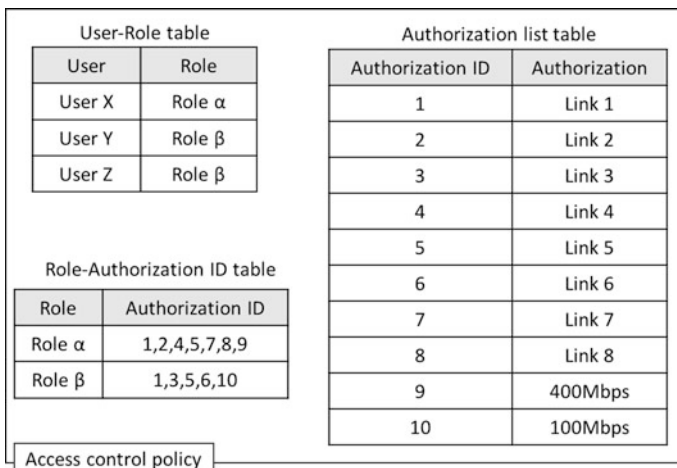 User-Role table
User Role
User X Role α
User Y Role β
User Z Role β
Role-Authorization ID table
Role Authorization ID
Role α 1,2,4,5,7,8,9
Role β 1,3,5,6,10
Authorization list table
Authorization ID Authorization
1 Link 1
2 Link 2
3 Link 3
4 Link 4
5 Link 5
6 Link 6
7 Link 7
8 Link 8
9 400Mbps
10 100Mbps
Access control policy